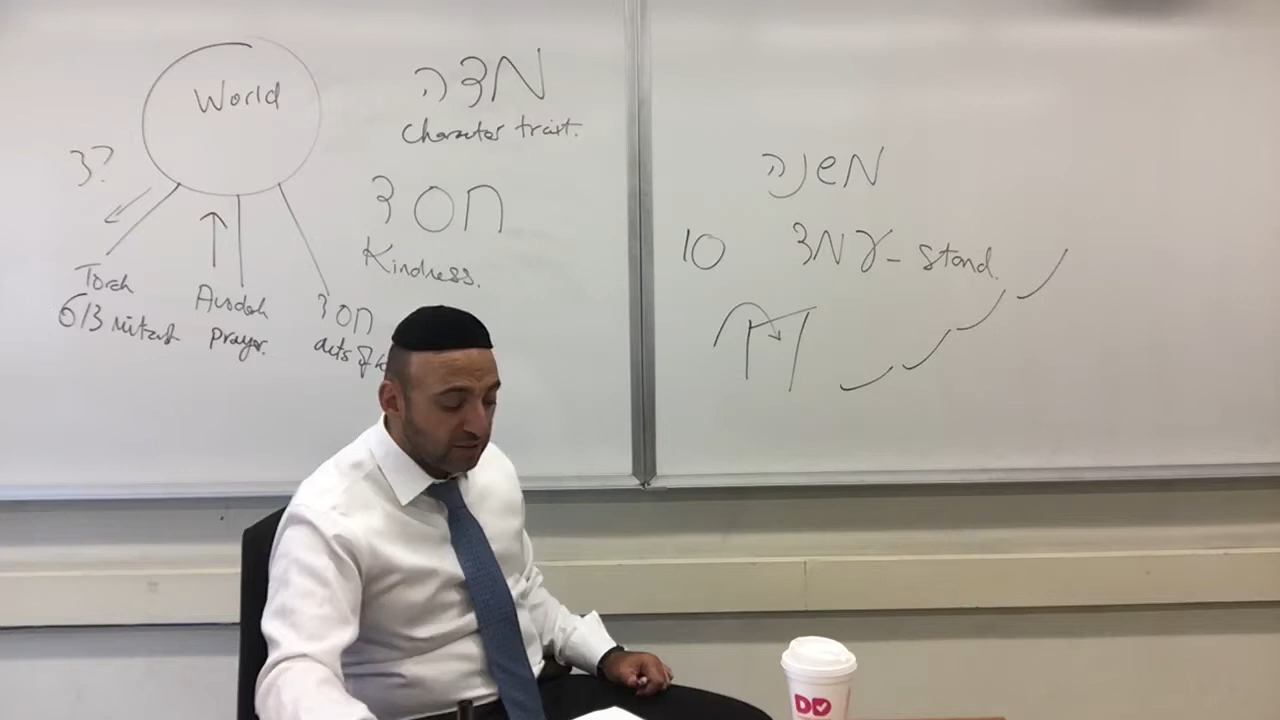 World
3?
Torah
613 mitzvot
Avodah
prayer.
חסד
acts of
מדה
character trait.
חסד
Kindness.
משנה
10 עמד - stand.
DD